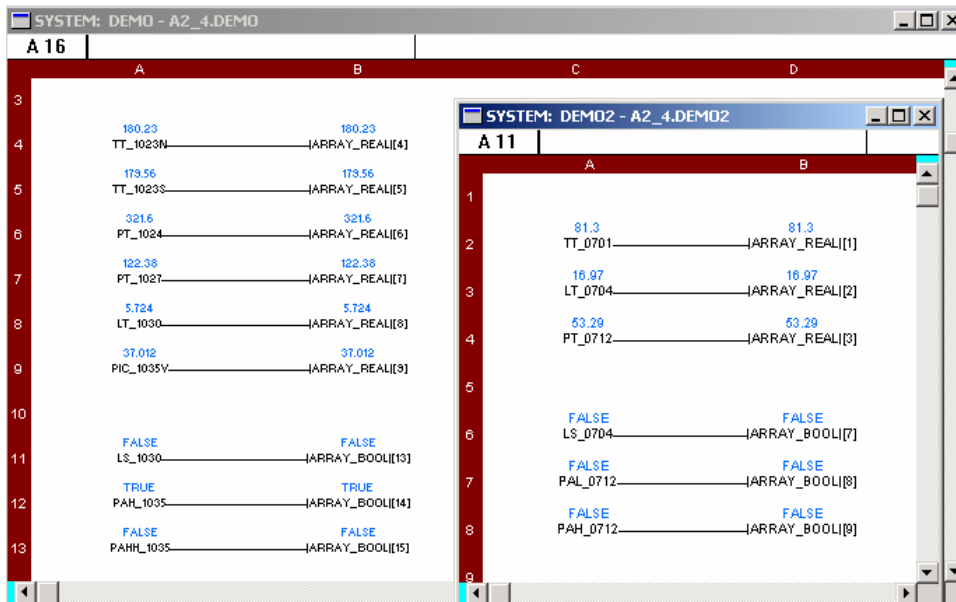 SYSTEM: DEMO - A2_4.DEMO
A 16
A B C D
3
180.23 180.23
4 TT_1023N |ARRAY_REAL|[4]
179.56 179.56
5 TT_1023S |ARRAY_REAL|[5]
321.6 321.6
6 PT_1024 |ARRAY_REAL|[6]
122.38 122.38
7 PT_1027 |ARRAY_REAL|[7]
5.724 5.724
8 LT_1030 |ARRAY_REAL|[8]
37.012 37.012
9 PIC_1035V |ARRAY_REAL|[9]
10
FALSE FALSE
11 LS_1030 |ARRAY_BOOL|[13]
TRUE TRUE
12 PAH_1035 |ARRAY_BOOL|[14]
FALSE FALSE
13 PAHH_1035 |ARRAY_BOOL|[15]
SYSTEM: DEMO2 - A2_4.DEMO2
A 11
A B
1
81.3 81.3
2 TT_0701 |ARRAY_REAL|[1]
16.97 16.97
3 LT_0704 |ARRAY_REAL|[2]
53.29 53.29
4 PT_0712 |ARRAY_REAL|[3]
5
FALSE FALSE
6 LS_0704 |ARRAY_BOOL|[7]
FALSE FALSE
7 PAL_0712 |ARRAY_BOOL|[8]
FALSE FALSE
8 PAH_0712 |ARRAY_BOOL|[9]
9